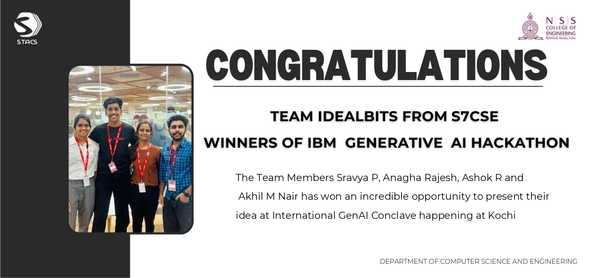 STACS
NSS
COLLEGE OF
ENGINEERING
CONGRATULATIONS
TEAM IDEALBITS FROM S7CSE
WINNERS OF IBM GENERATIVE AI HACKATHON
The Team Members Sravya P, Anagha Rajesh, Ashok R and
Akhil M Nair has won an incredible opportunity to present their
idea at International GenAI Conclave happening at Kochi
DEPARTMENT OF COMPUTER SCIENCE AND ENGINEERING